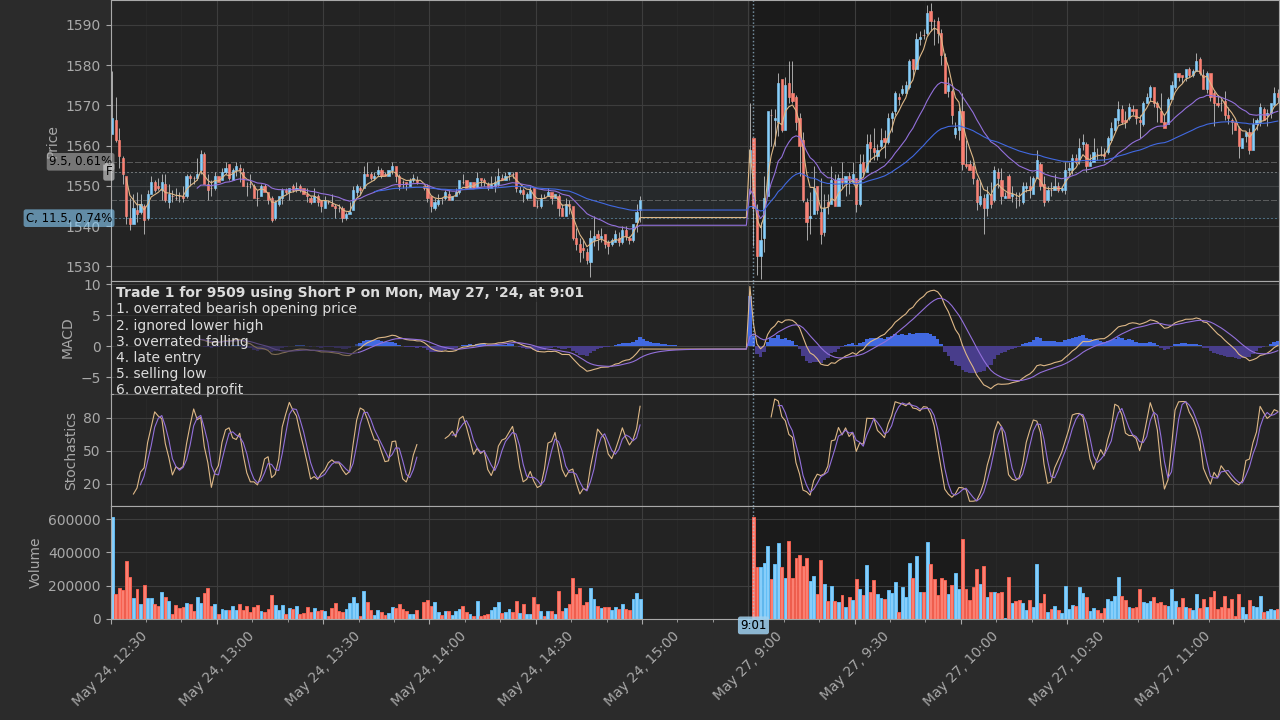 1590
1580
1570
1560
1550
1540
1530
Price
9.5, 0.61%
F
C, 11.5, 0.74%
10
5
0
−5
MACD
Trade 1 for 9509 using Short P on Mon, May 27, '24, at 9:01
1. overrated bearish opening price
2. ignored lower high
3. overrated falling
4. late entry
5. selling low
6. overrated profit
80
50
20
Stochastics
600000
400000
200000
0
Volume
9:01
May 24, 12:30
May 24, 13:00
May 24, 13:30
May 24, 14:00
May 24, 14:30
May 24, 15:00
May 27, 9:00
May 27, 9:30
May 27, 10:00
May 27, 10:30
May 27, 11:00